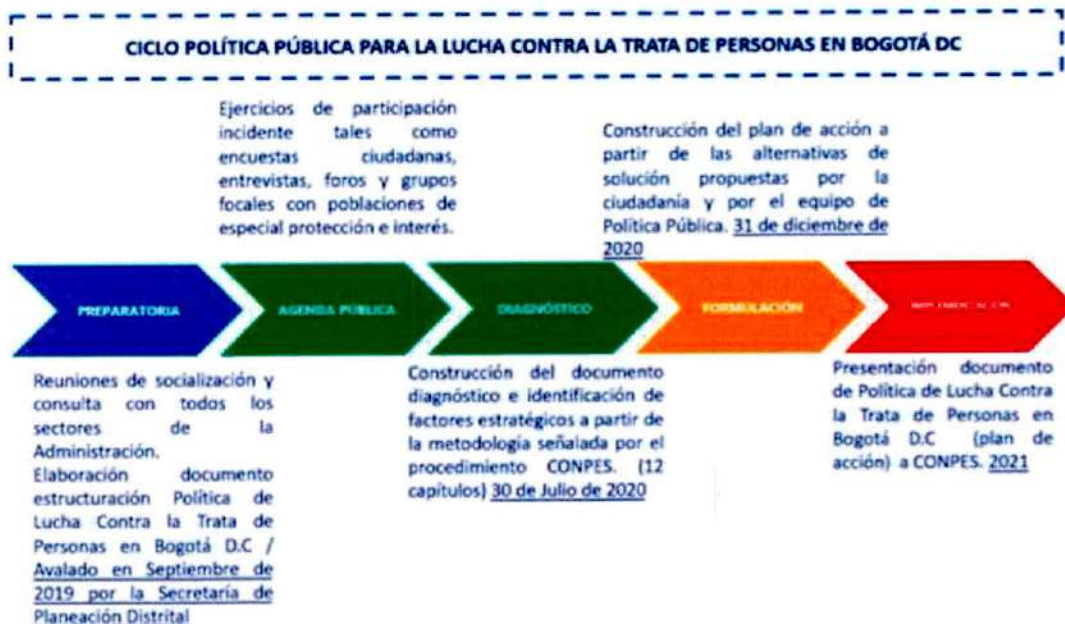 CICLO POLÍTICA PÚBLICA PARA LA LUCHA CONTRA LA TRATA DE PERSONAS EN BOGOTÁ DC
Ejercicios de participación
incidente tales como
encuestas ciudadanas,
entrevistas, foros y grupos
focales con poblaciones de
especial protección e interés.
Construcción del plan de acción a
partir de las alternativas de
solución propuestas por la
ciudadanía y por el equipo de
Política Pública. 31 de diciembre de
2020
PREPARATORIA
AGENDA PÚBLICA
DIAGNÓSTICO
FORMULACIÓN
Reuniones de socialización y
consulta con todos los
sectores de la
Administración.
Elaboración documento
estructuración Política de
Lucha Contra la Trata de
Personas en Bogotá D.C /
Avalado en Septiembre de
2019 por la Secretaría de
Planeación Distrital
Construcción del documento
diagnóstico e identificación de
factores estratégicos a partir de
la metodología señalada por el
procedimiento CONPES. (12
capítulos) 30 de Julio de 2020
Presentación documento
de Política de Lucha Contra
la Trata de Personas en
Bogotá D.C (plan de
acción) a CONPES. 2021